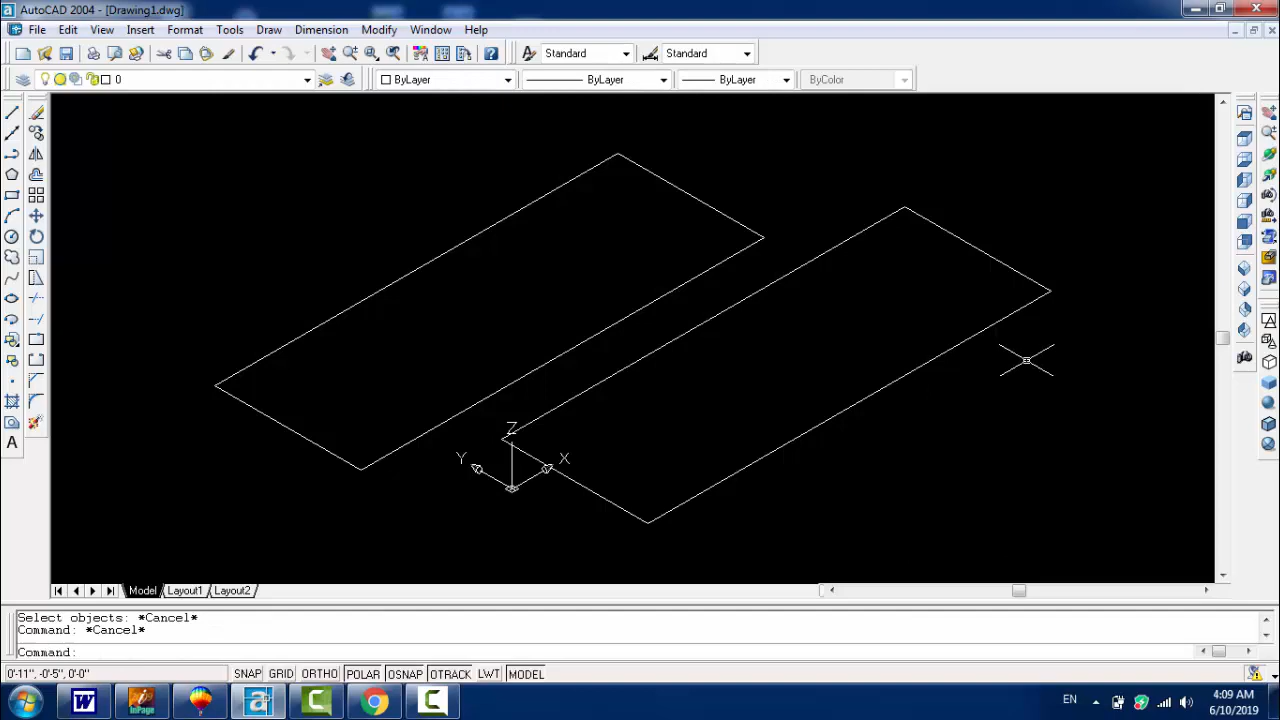 AutoCAD 2004 - [Drawing1.dwg]
File Edit View Insert Format Tools Draw Dimension Modify Window Help
Standard Standard
0 ByLayer ByLayer ByLayer ByColor
Z
Y X
A
Model Layout1 Layout2
Select objects: *Cancel*
Command: *Cancel*
Command:
0'-11", -0'-5", 0'-0" SNAP GRID ORTHO POLAR OSNAP OTRACK LWT MODEL
EN 4:09 AM
6/10/2019